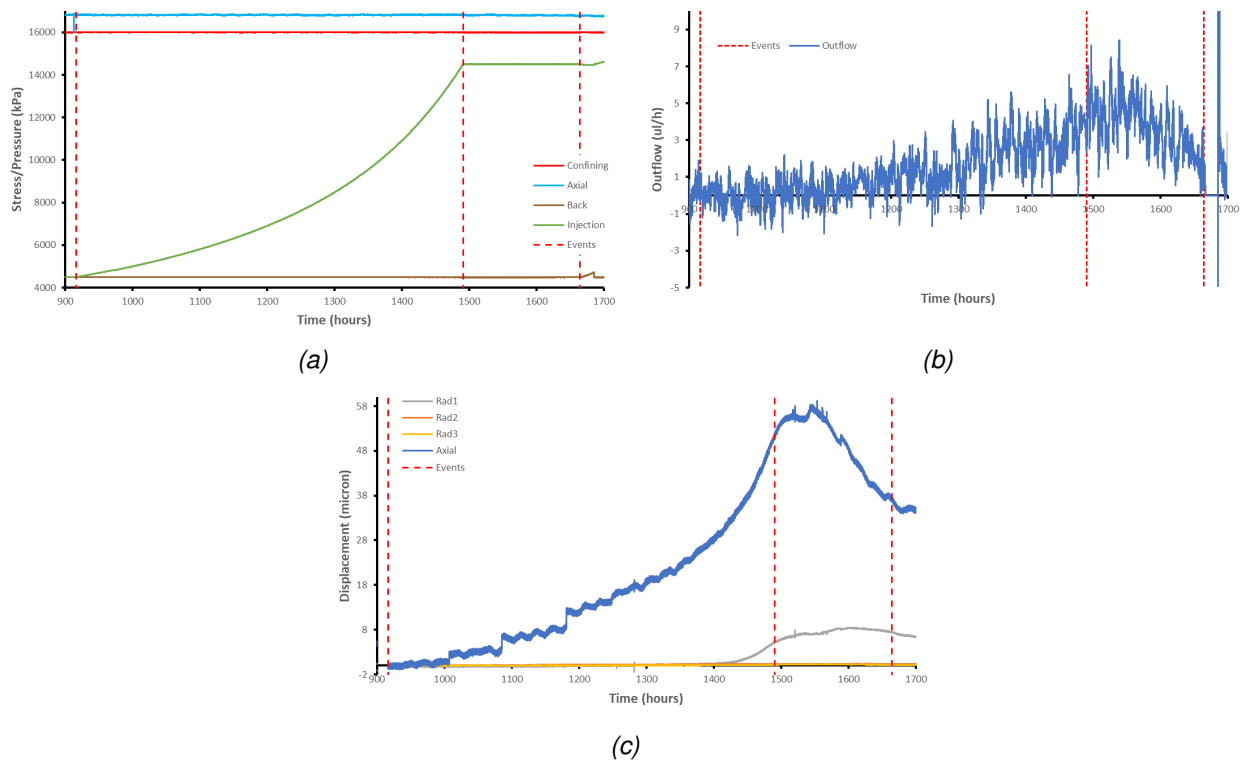 16000
14000
12000
10000
8000
6000
4000
Stress/Pressure (kPa)
Confining
Axial
Back
Injection
Events
900 1000 1100 1200 1300 1400 1500 1600 1700
Time (hours)
(a)
9
7
5
3
1
-1
-3
-5
Outflow (ul/h)
Events Outflow
900 1000 1100 1200 1300 1400 1500 1600 1700
Time (hours)
(b)
58
48
38
28
18
8
-2
Displacement (micron)
Rad1
Rad2
Rad3
Axial
Events
900 1000 1100 1200 1300 1400 1500 1600 1700
Time (hours)
(c)